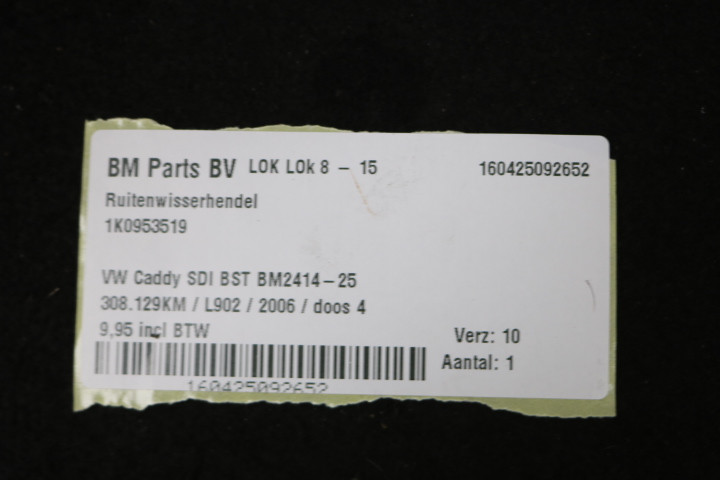 BM Parts BV LOK LOk 8 - 15 160425092652
Ruitenwisserhendel
1K0953519
VW Caddy SDI BST BM2414-25
308.129KM / L902 / 2006 / doos 4
9,95 incl BTW Verz: 10
Aantal: 1
160425092652